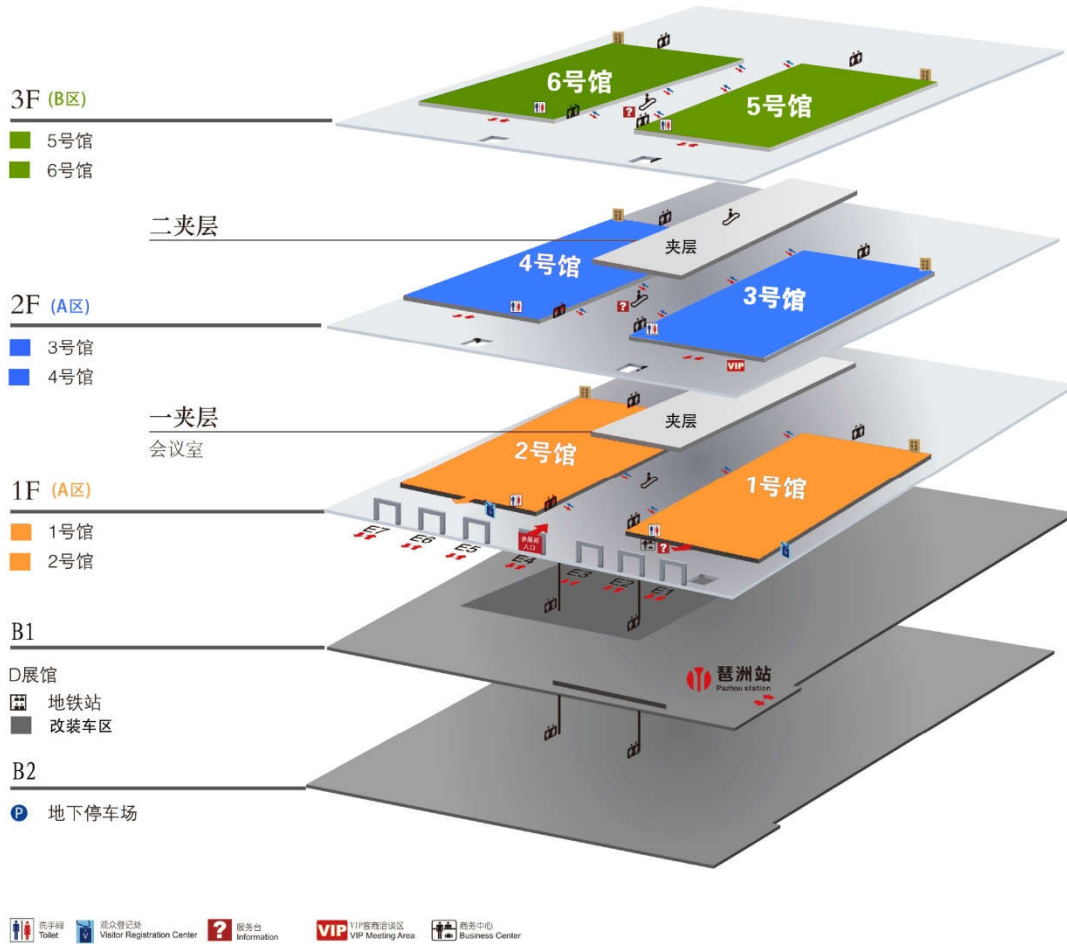 3F (B区)
5号馆
6号馆
6号馆
5号馆
二夹层
夹层
4号馆
3号馆
2F (A区)
3号馆
4号馆
VIP
一夹层
会议室
夹层
2号馆
1号馆
1F (A区)
1号馆
2号馆
E7
E6
E5
E4
E3
E2
E1
入口
B1
D展馆
地铁站
改装车区
琶洲站
Pazhou station
B2
P 地下停车场
洗手间
Toilet
观众登记处
Visitor Registration Center
服务台
Information
VIP
VIP客商洽谈区
VIP Meeting Area
商务中心
Business Center